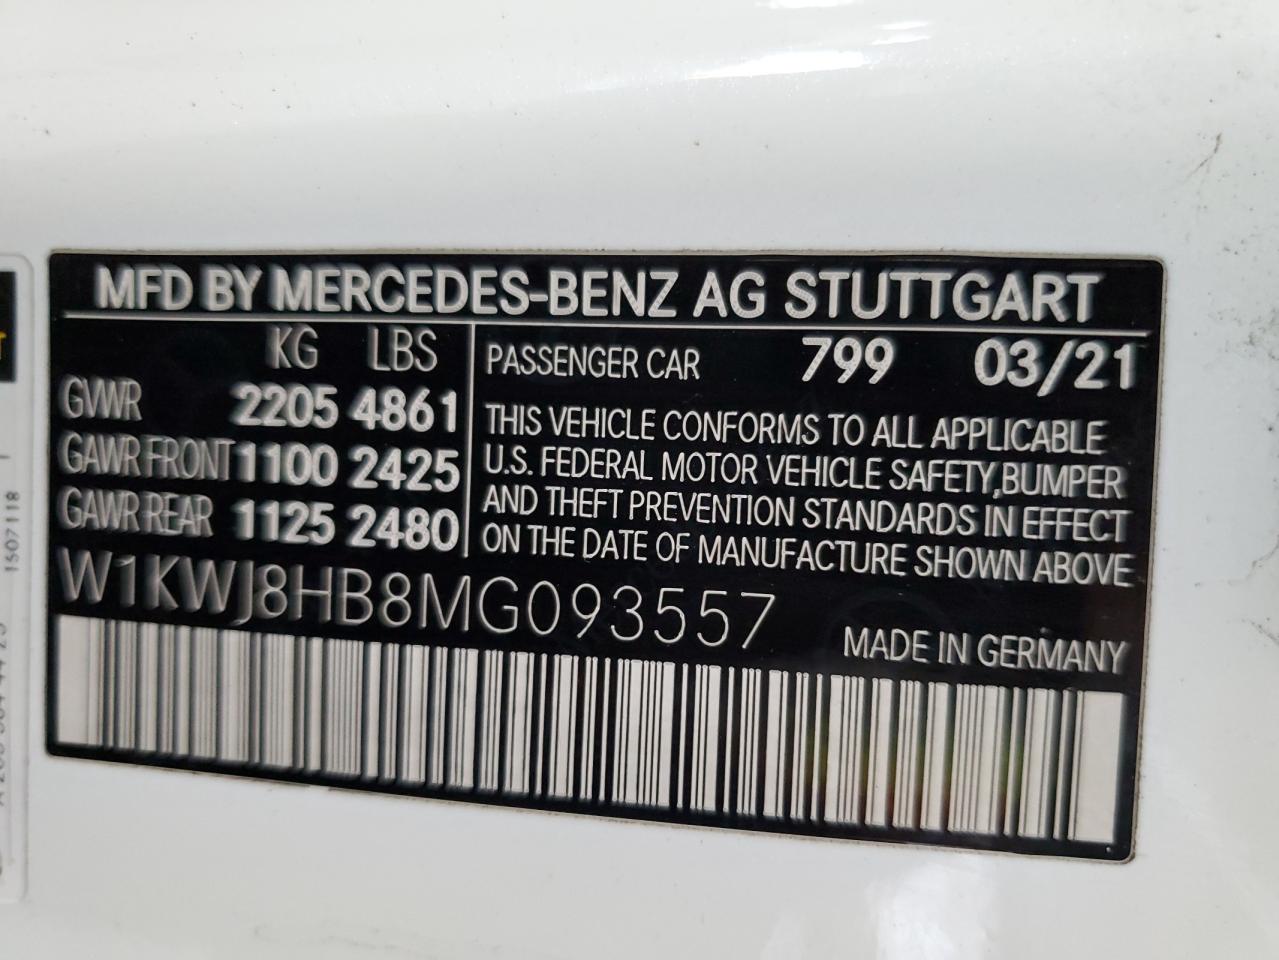 MFD BY MERCEDES-BENZ AG STUTTGART
KG LBS
GVWR 2205 4861
GAWR FRONT 1100 2425
GAWR REAR 1125 2480
PASSENGER CAR 799 03/21
THIS VEHICLE CONFORMS TO ALL APPLICABLE
U.S. FEDERAL MOTOR VEHICLE SAFETY,BUMPER
AND THEFT PREVENTION STANDARDS IN EFFECT
ON THE DATE OF MANUFACTURE SHOWN ABOVE
W1KWJ8HB8MG093557
MADE IN GERMANY
1507118